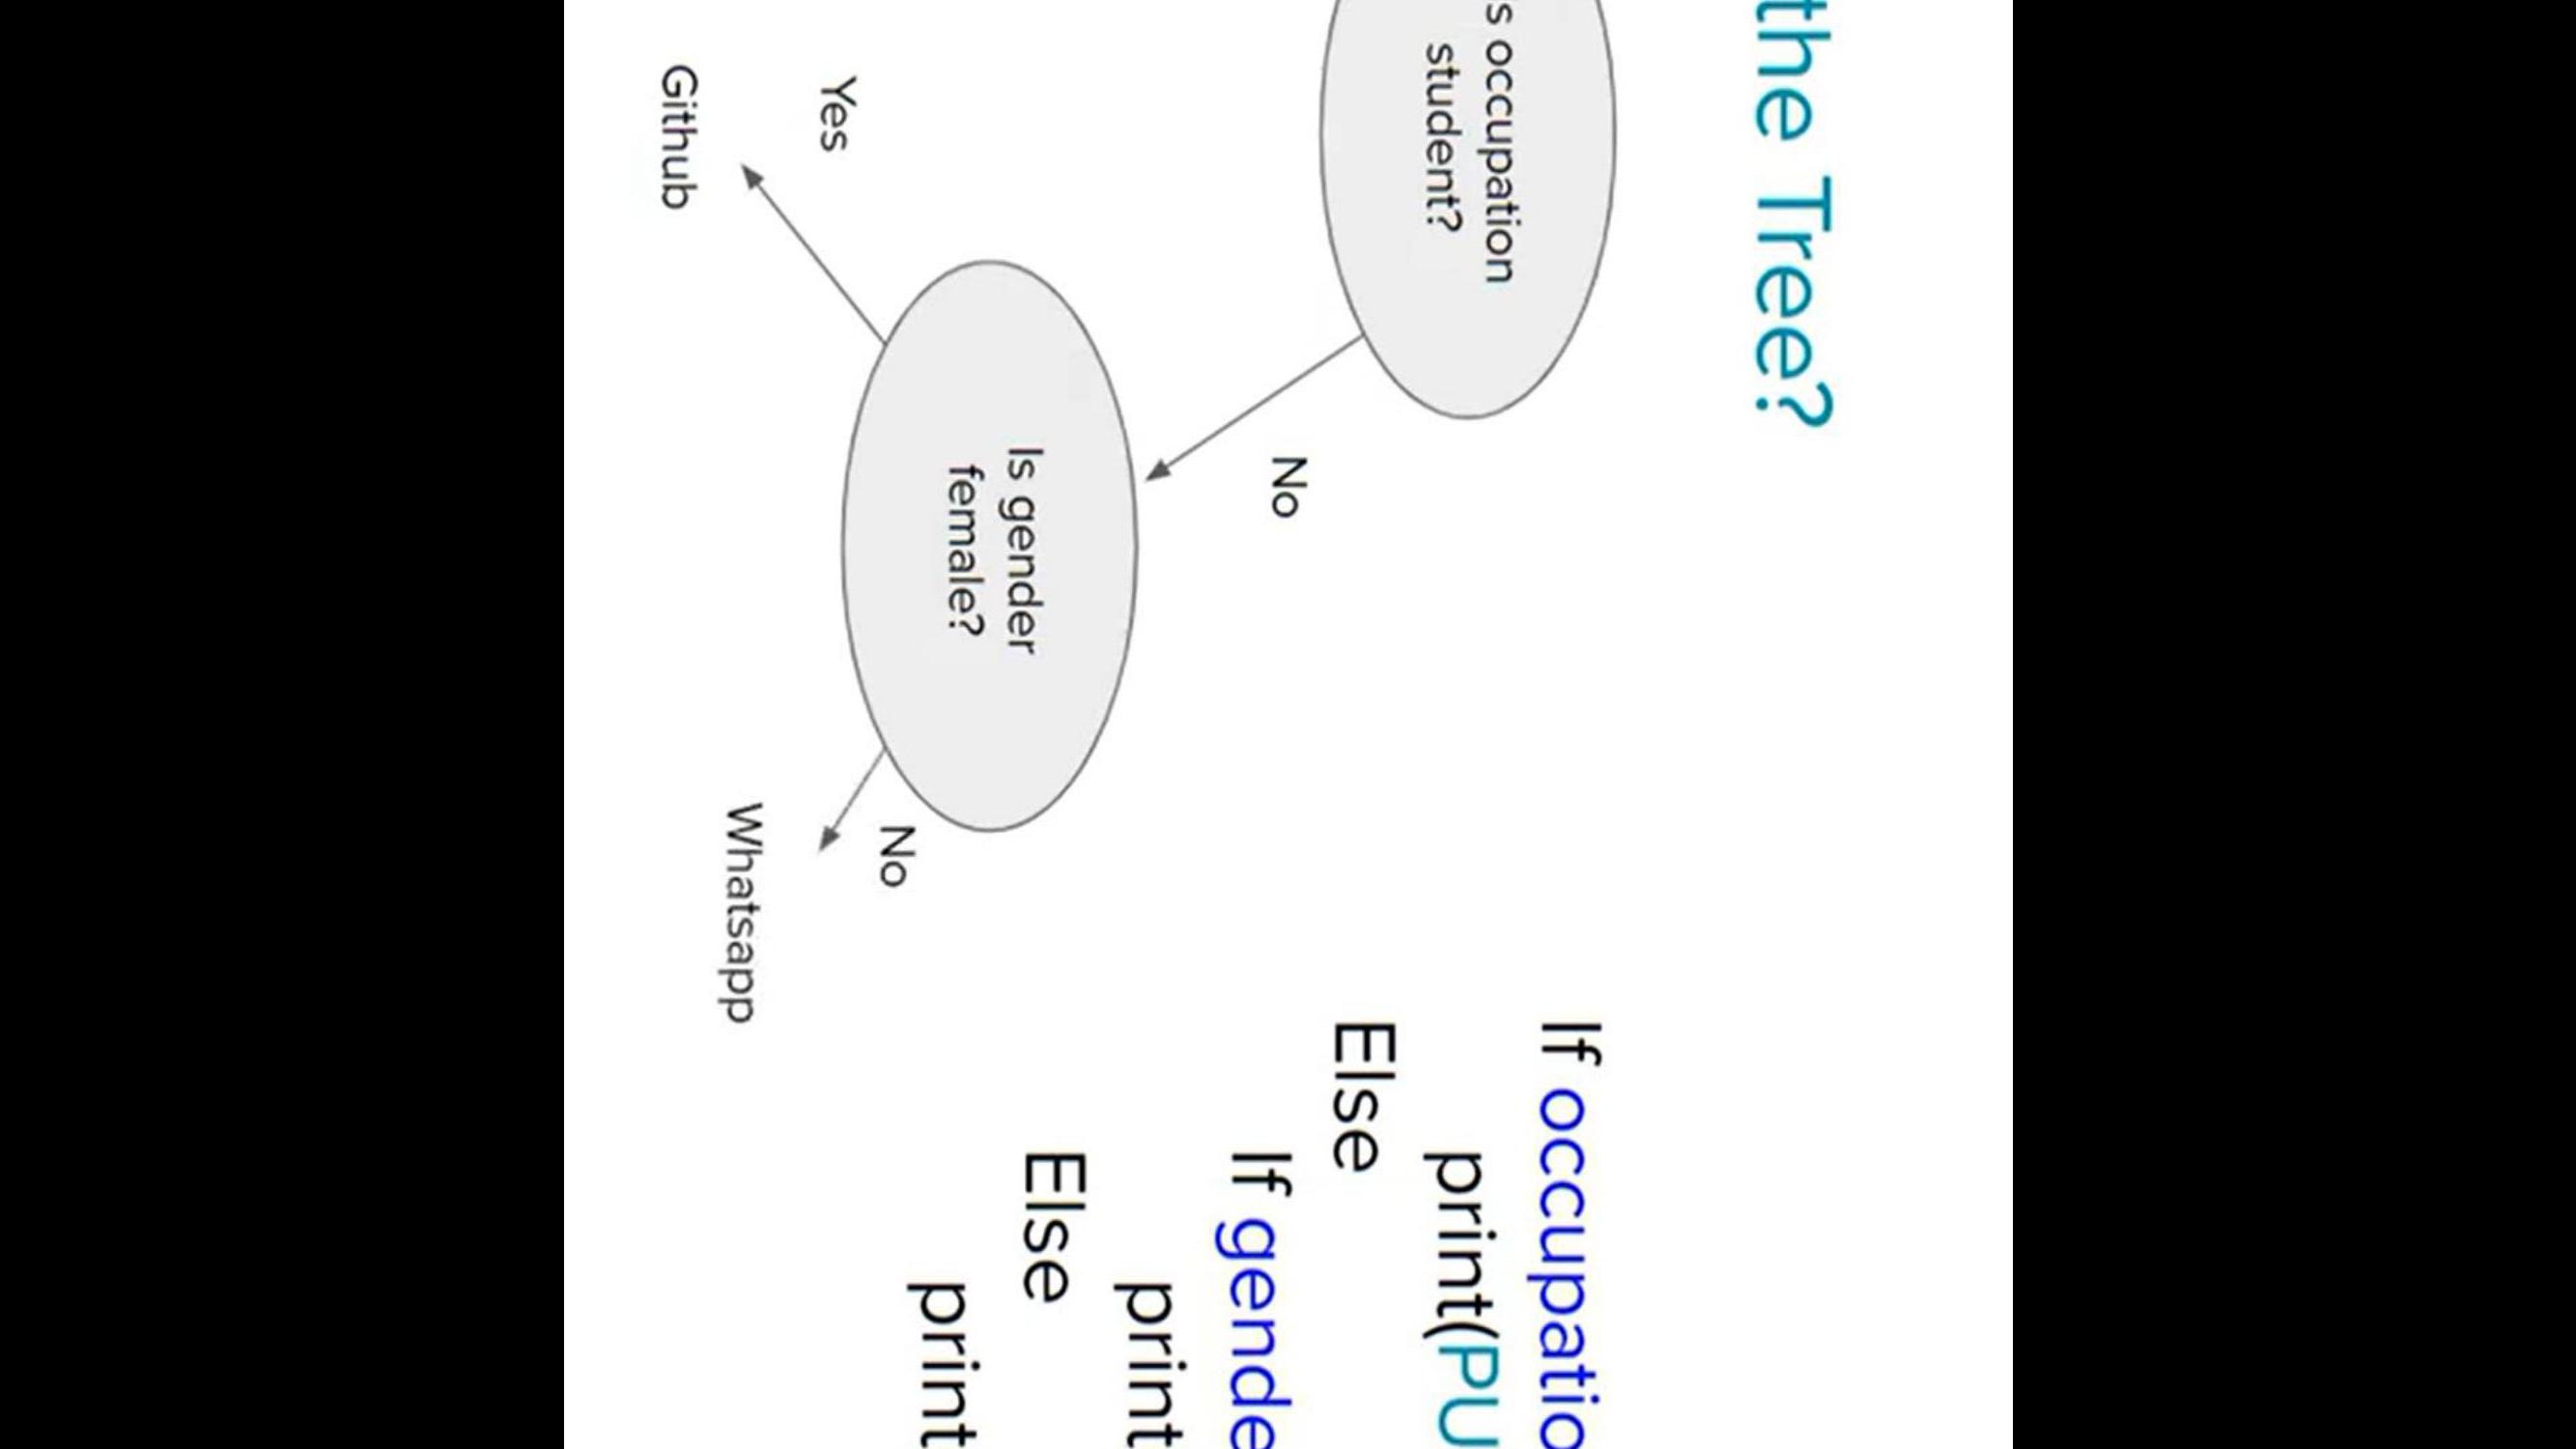 the Tree?
s occupation
student?
No
Is gender
female?
Yes
No
Github
Whatsapp
If occupatio
print(PU
Else
If gende
print
Else
print